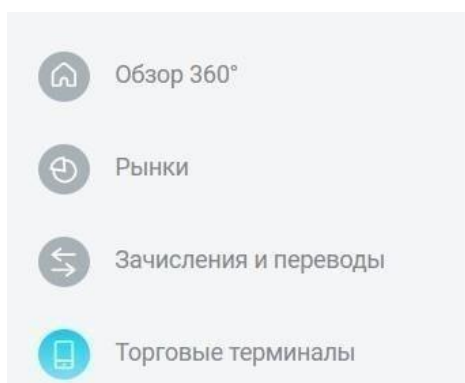 Обзор 360°
Рынки
Зачисления и переводы
Торговые терминалы